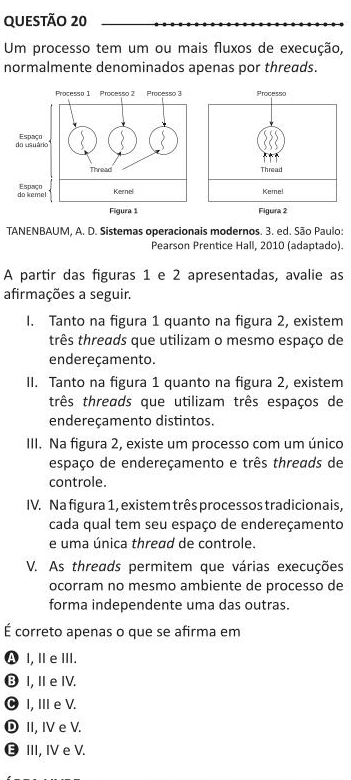 QUESTÃO 20
Um processo tem um ou mais fluxos de execução,
normalmente denominados apenas por threads.
Processo 1 Processo 2 Processo 3
Processo
Espaço
do usuário
Thread
Thread
Espaço
do kernel
Kernel
Kernel
Figura 1
Figura 2
TANENBAUM, A. D. Sistemas operacionais modernos. 3. ed. São Paulo:
Pearson Prentice Hall, 2010 (adaptado).
A partir das figuras 1 e 2 apresentadas, avalie as
afirmações a seguir.
I. Tanto na figura 1 quanto na figura 2, existem
três threads que utilizam o mesmo espaço de
endereçamento.
II. Tanto na figura 1 quanto na figura 2, existem
três threads que utilizam três espaços de
endereçamento distintos.
III. Na figura 2, existe um processo com um único
espaço de endereçamento e três threads de
controle.
IV. Na figura 1, existem três processos tradicionais,
cada qual tem seu espaço de endereçamento
e uma única thread de controle.
V. As threads permitem que várias execuções
ocorram no mesmo ambiente de processo de
forma independente uma das outras.
É correto apenas o que se afirma em
A I, II e III.
B I, II e IV.
C I, III e V.
D II, IV e V.
E III, IV e V.